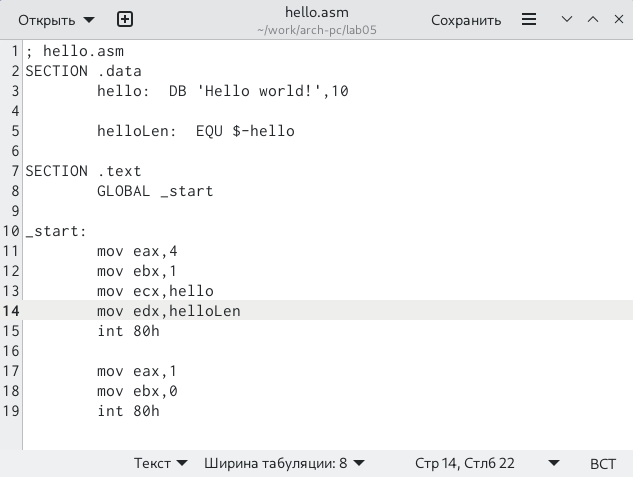 Открыть
hello.asm
~/work/arch-pc/lab05
Сохранить
1 ; hello.asm
2 SECTION .data
3         hello:  DB 'Hello world!',10
4
5         helloLen:  EQU $-hello
6
7 SECTION .text
8         GLOBAL _start
9
10 _start:
11         mov eax,4
12         mov ebx,1
13         mov ecx,hello
14         mov edx,helloLen
15         int 80h
16
17         mov eax,1
18         mov ebx,0
19         int 80h
Текст Ширина табуляции: 8 Стр 14, Стлб 22 ВСТ